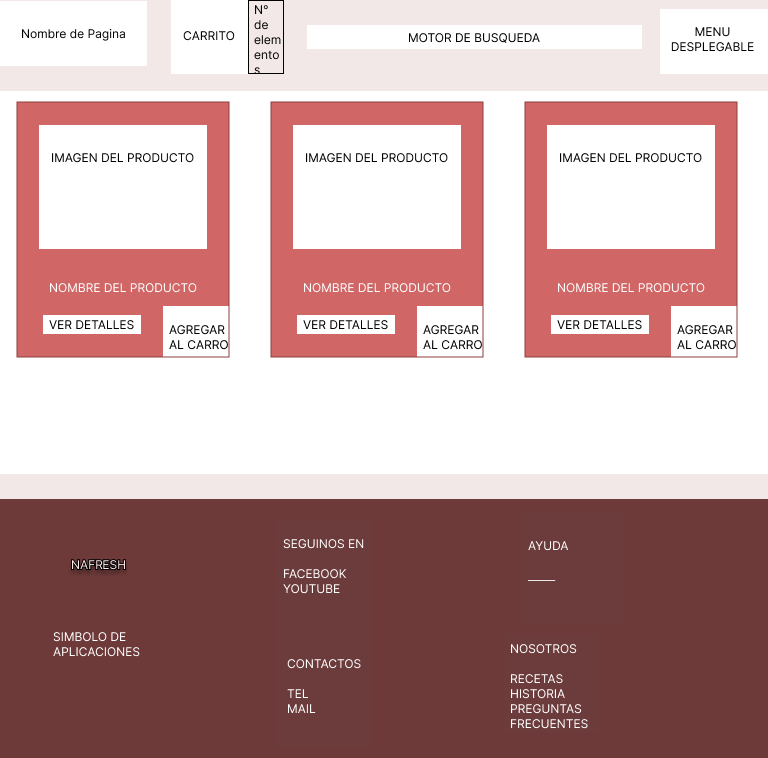 Nombre de Pagina
CARRITO
N°
de
elem
ento
s
MOTOR DE BUSQUEDA
MENU
DESPLEGABLE
IMAGEN DEL PRODUCTO
NOMBRE DEL PRODUCTO
VER DETALLES
AGREGAR
AL CARRO
IMAGEN DEL PRODUCTO
NOMBRE DEL PRODUCTO
VER DETALLES
AGREGAR
AL CARRO
IMAGEN DEL PRODUCTO
NOMBRE DEL PRODUCTO
VER DETALLES
AGREGAR
AL CARRO
NAFRESH
SIMBOLO DE
APLICACIONES
SEGUINOS EN
FACEBOOK
YOUTUBE
CONTACTOS
TEL
MAIL
AYUDA
____
NOSOTROS
RECETAS
HISTORIA
PREGUNTAS
FRECUENTES